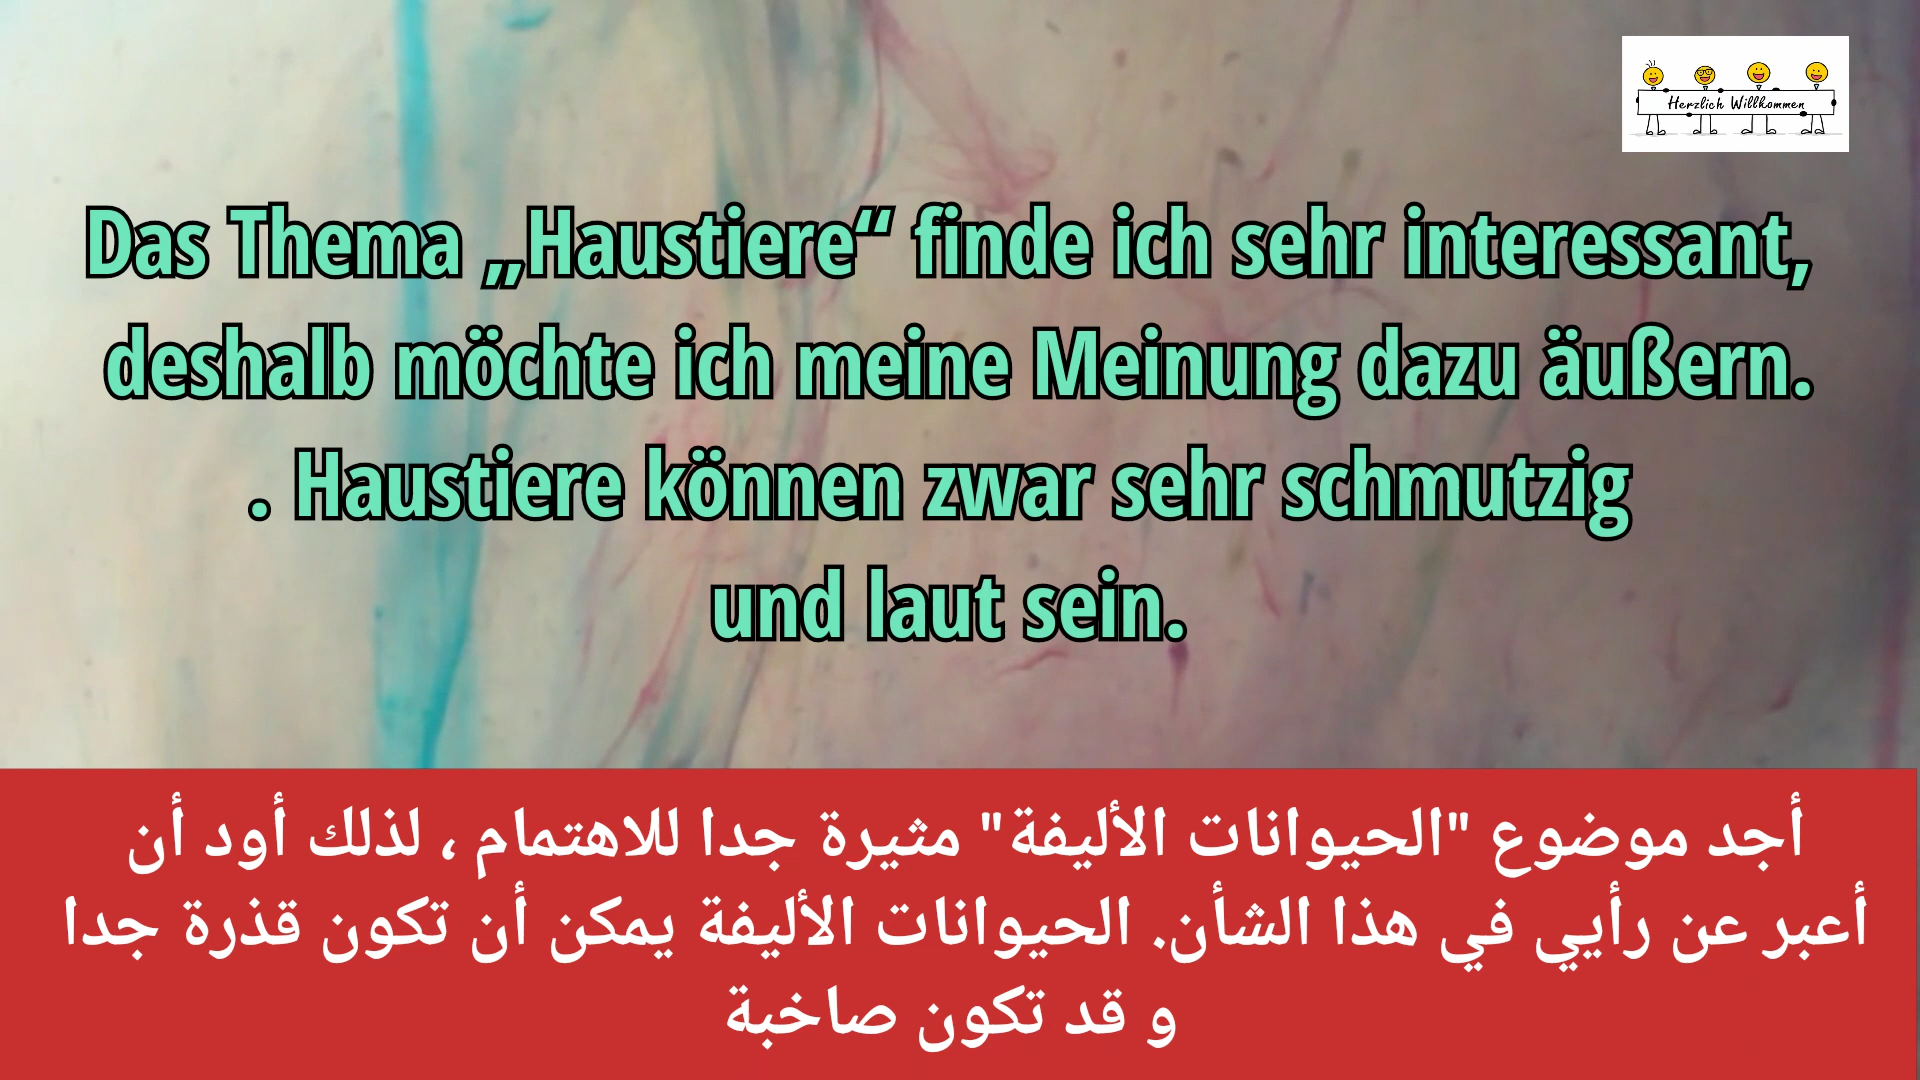 Herzlich Willkommen
Das Thema „Haustiere“ finde ich sehr interessant,
deshalb möchte ich meine Meinung dazu äußern.
. Haustiere können zwar sehr schmutzig
und laut sein.
أجد موضوع "الحيوانات الأليفة" مثيرة جدا للاهتمام ، لذلك أود أن
أعبر عن رأيي في هذا الشأن. الحيوانات الأليفة يمكن أن تكون قذرة جدا
و قد تكون صاخبة